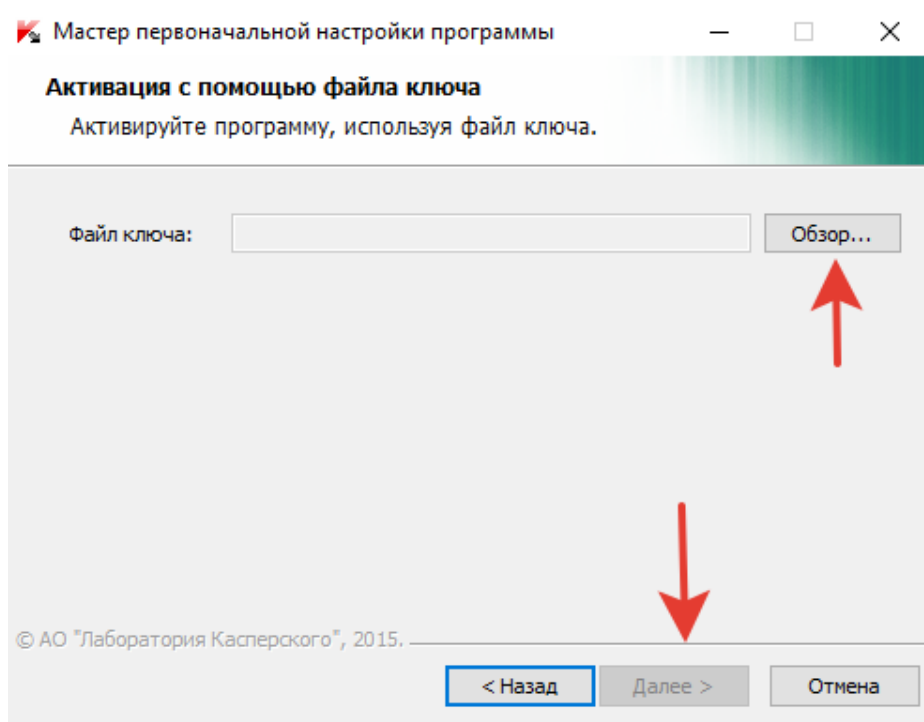 Мастер первоначальной настройки программы
Активация с помощью файла ключа
Активируйте программу, используя файл ключа.
Файл ключа:
Обзор...
© АО "Лаборатория Касперского", 2015.
< Назад
Далее >
Отмена